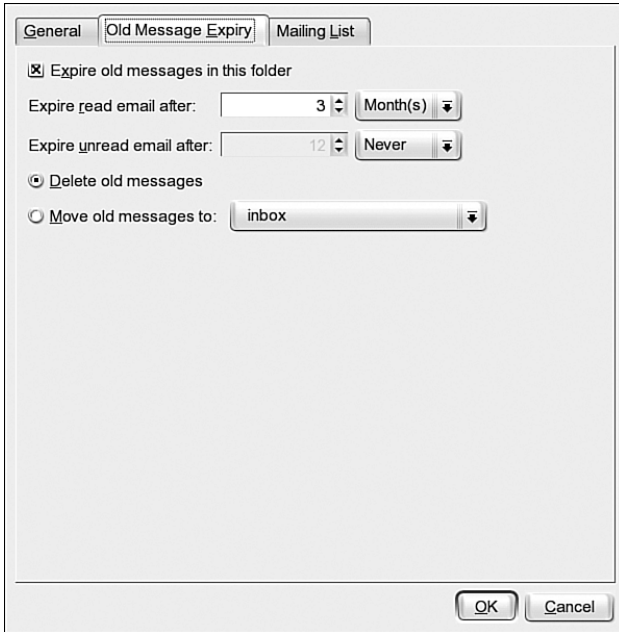 General Old Message Expiry Mailing List
Expire old messages in this folder
Expire read email after: 3 Month(s)
Expire unread email after: 12 Never
Delete old messages
Move old messages to: inbox
OK Cancel